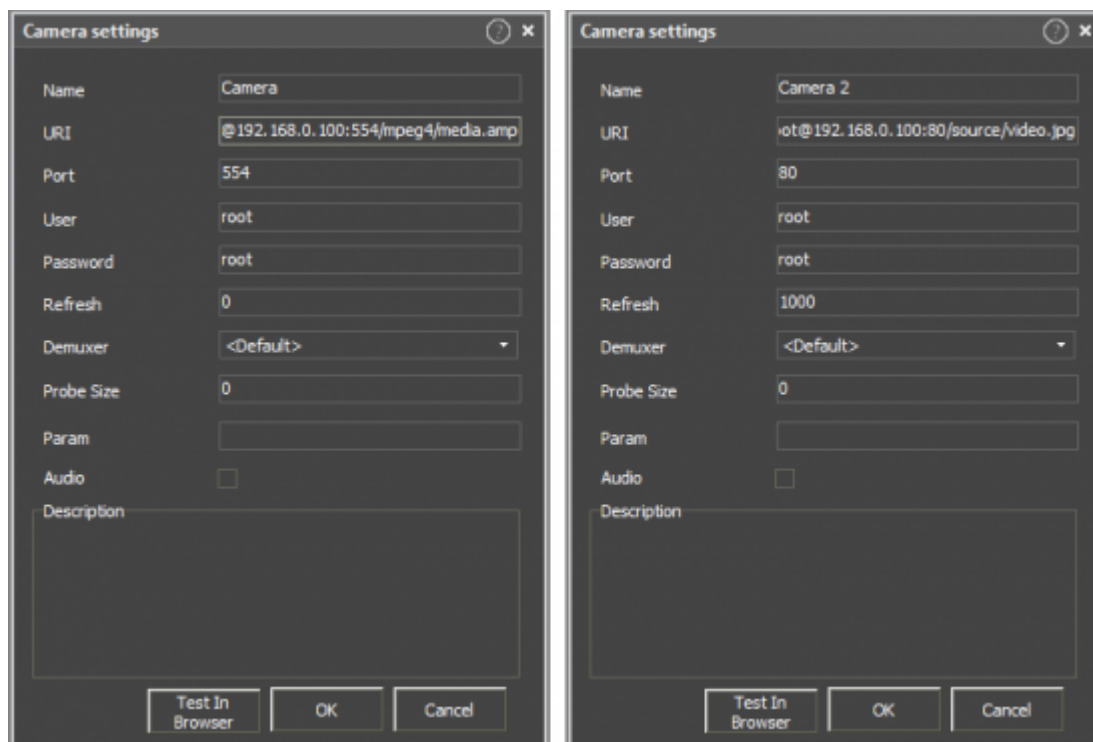 Camera settings
Name Camera
URI @192.168.0.100:554/mpeg4/media.amp
Port 554
User root
Password root
Refresh 0
Demuxer <Default>
Probe Size 0
Param
Audio
Description
Test In
Browser
OK
Cancel
Camera settings
Name Camera 2
URI ot@192.168.0.100:80/source/video.jpg
Port 80
User root
Password root
Refresh 1000
Demuxer <Default>
Probe Size 0
Param
Audio
Description
Test In
Browser
OK
Cancel